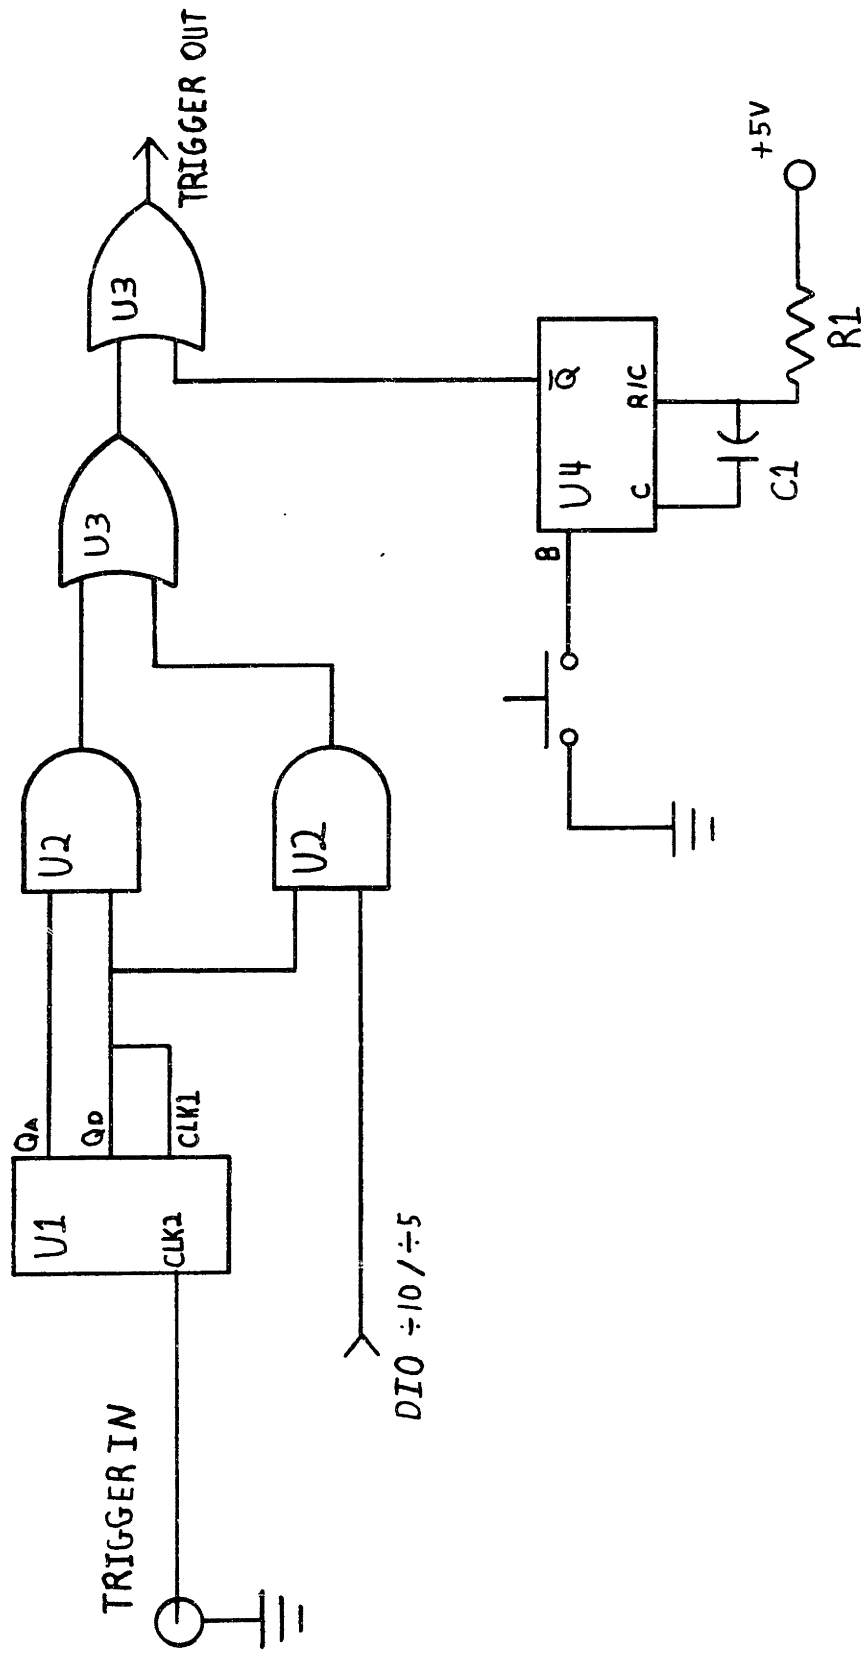 TRIGGER IN
U1
CLK2
QA
QD
CLK1
DIO ÷10/÷5
U2
U2
U3
U3
TRIGGER OUT
B
U4
Q̅
C
R/C
C1
R1
+5V